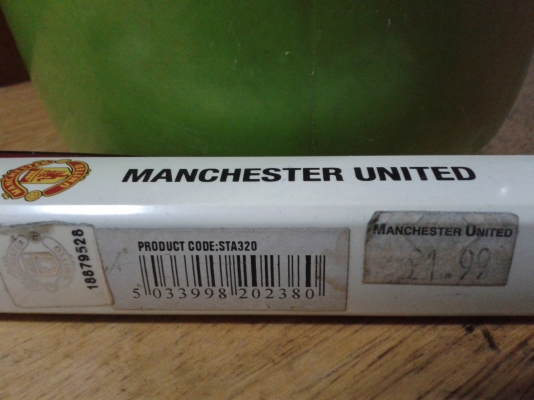 MANCHESTER UNITED
18879528
PRODUCT CODE:STA320
5 033998 202380
MANCHESTER UNITED
£1.99